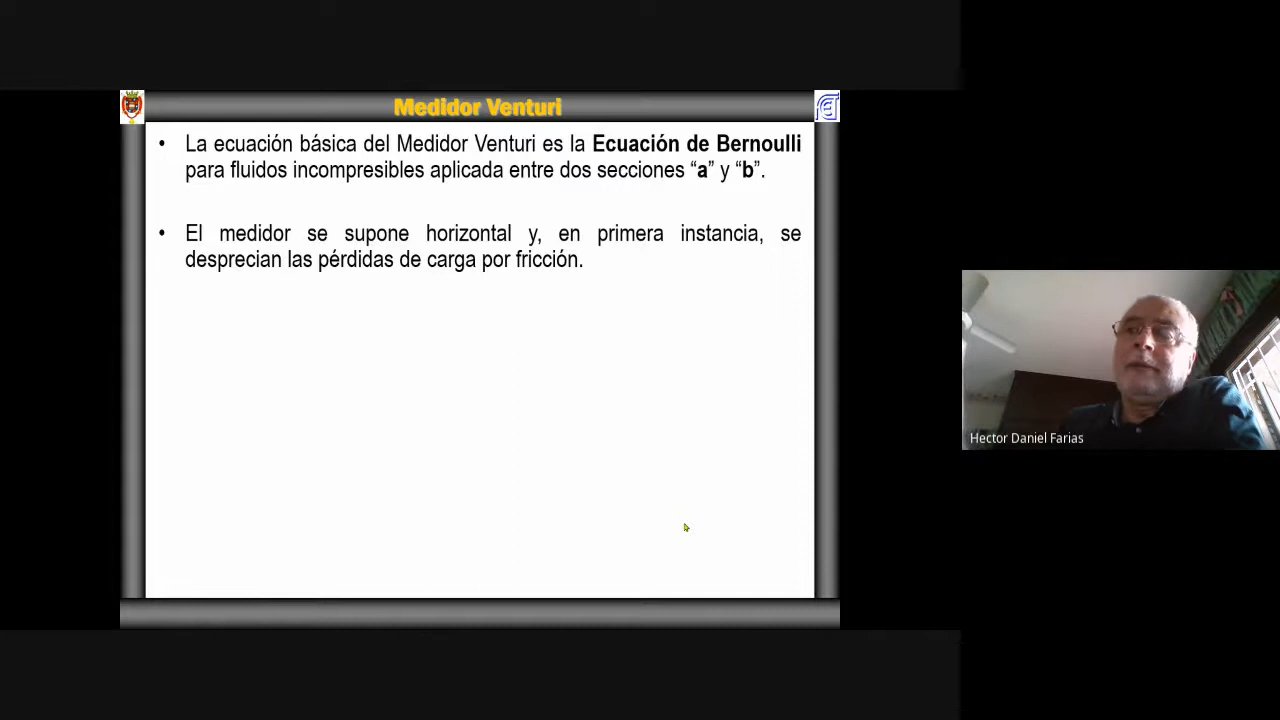 Medidor Venturi
• La ecuación básica del Medidor Venturi es la Ecuación de Bernoulli
para fluidos incompresibles aplicada entre dos secciones “a” y “b”.
• El medidor se supone horizontal y, en primera instancia, se
desprecian las pérdidas de carga por fricción.
Hector Daniel Farias